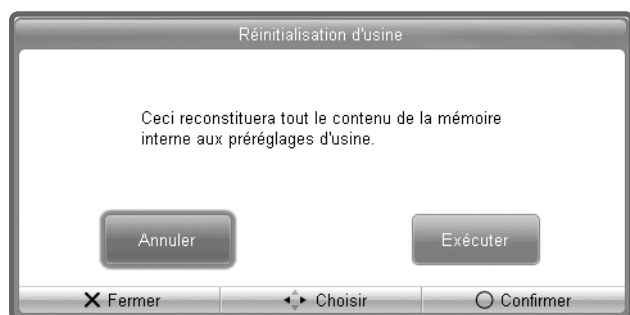 Réinitialisation d'usine
Ceci reconstituera tout le contenu de la mémoire
interne aux préréglages d'usine.
Annuler
Exécuter
Fermer
Choisir
Confirmer